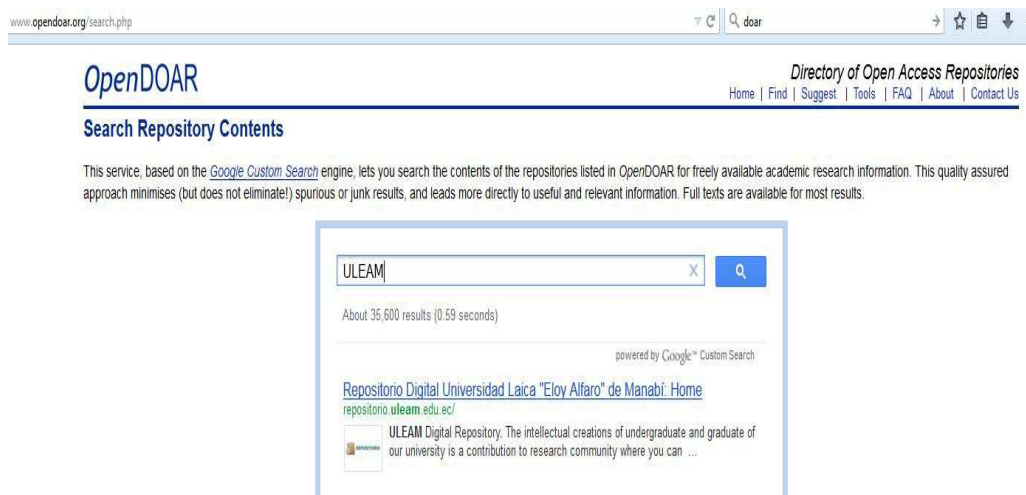 www.opendoar.org/search.php
doar
OpenDOAR
Directory of Open Access Repositories
Home | Find | Suggest | Tools | FAQ | About | Contact Us
Search Repository Contents
This service, based on the Google Custom Search engine, lets you search the contents of the repositories listed in OpenDOAR for freely available academic research information. This quality assured
approach minimises (but does not eliminate!) spurious or junk results, and leads more directly to useful and relevant information. Full texts are available for most results.
ULEAM
About 35,600 results (0.59 seconds)
powered by Google™ Custom Search
Repositorio Digital Universidad Laica "Eloy Alfaro" de Manabí: Home
repositorio.uleam.edu.ec/
REPOSITORIO
ULEAM Digital Repository. The intellectual creations of undergraduate and graduate of
our university is a contribution to research community where you can ...